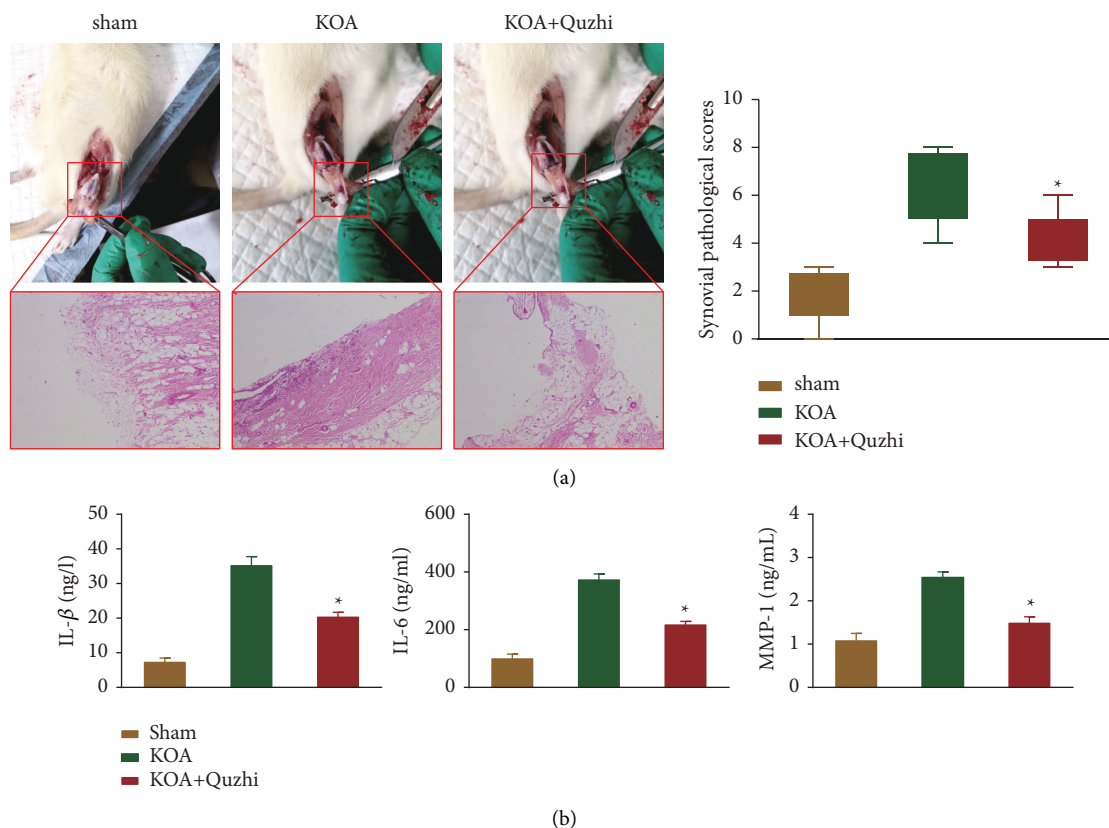 sham
KOA
KOA+Quzhi
Synovial pathological scores
10
8
6
4
2
0
*
sham
KOA
KOA+Quzhi
(a)
IL-β (ng/l)
50
40
30
20
10
0
*
IL-6 (ng/ml)
600
400
200
0
*
MMP-1 (ng/mL)
4
3
2
1
0
*
Sham
KOA
KOA+Quzhi
(b)